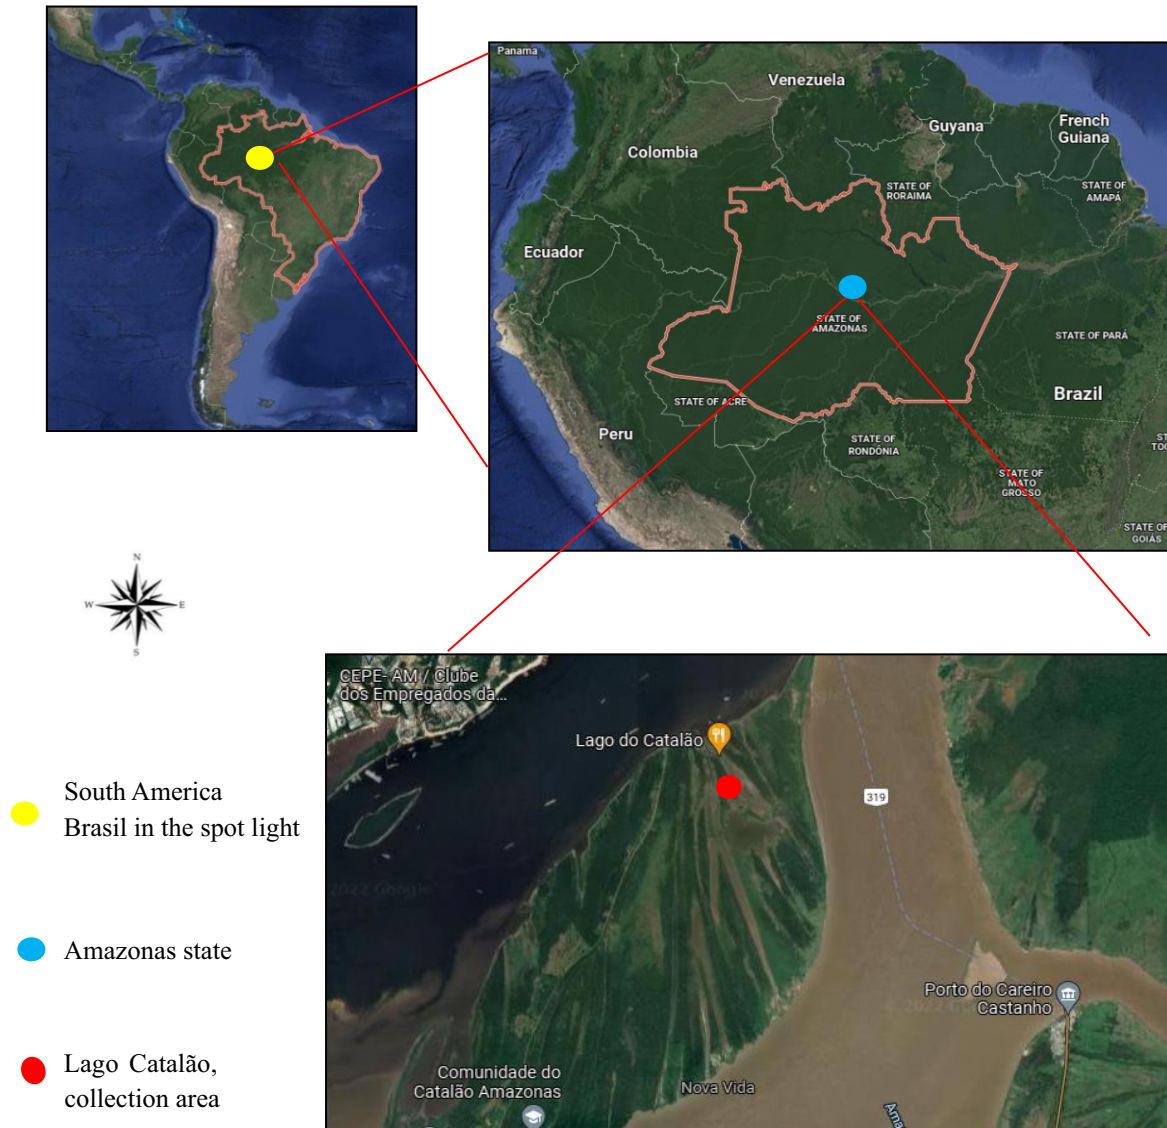 Panama
Venezuela
Guyana
French
Guiana
Colombia
STATE OF
RORAIMA
STATE OF
AMAPÁ
Ecuador
STATE OF
AMAZONAS
STATE OF PARÁ
STATE OF ACRE
Brazil
Peru
STATE OF
RONDÔNIA
STATE OF
MATO
GROSSO
STATE OF
GOIÁS
N
W
E
S
CEPE- AM / Clube
dos Empregados da...
Lago do Catalão
319
2022 Google
Porto do Careiro
Castanho
Comunidade do
Catalão Amazonas
Nova Vida
South America
Brasil in the spot light
Amazonas state
Lago Catalão,
collection area